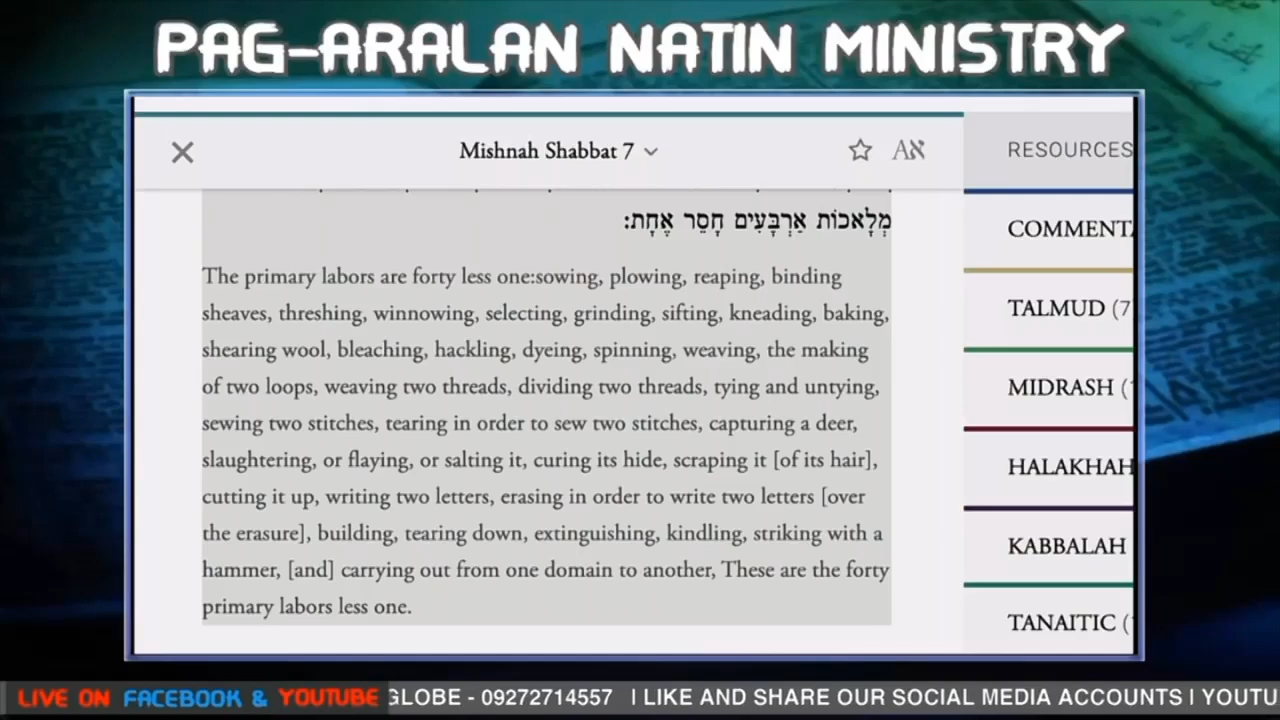 PAG-ARALAN NATIN MINISTRY
Mishnah Shabbat 7
RESOURCES
מְלָאכוֹת אַרְבָּעִים חָסֵר אֶחָת:
The primary labors are forty less one:sowing, plowing, reaping, binding
sheaves, threshing, winnowing, selecting, grinding, sifting, kneading, baking,
shearing wool, bleaching, hackling, dyeing, spinning, weaving, the making
of two loops, weaving two threads, dividing two threads, tying and untying,
sewing two stitches, tearing in order to sew two stitches, capturing a deer,
slaughtering, or flaying, or salting it, curing its hide, scraping it [of its hair],
cutting it up, writing two letters, erasing in order to write two letters [over
the erasure], building, tearing down, extinguishing, kindling, striking with a
hammer, [and] carrying out from one domain to another, These are the forty
primary labors less one.
COMMENTA
TALMUD (7
MIDRASH (
HALAKHAH
KABBALAH
TANAITIC (
LIVE ON FACEBOOK & YOUTUBE GLOBE - 09272714557 I LIKE AND SHARE OUR SOCIAL MEDIA ACCOUNTS I YOUTU